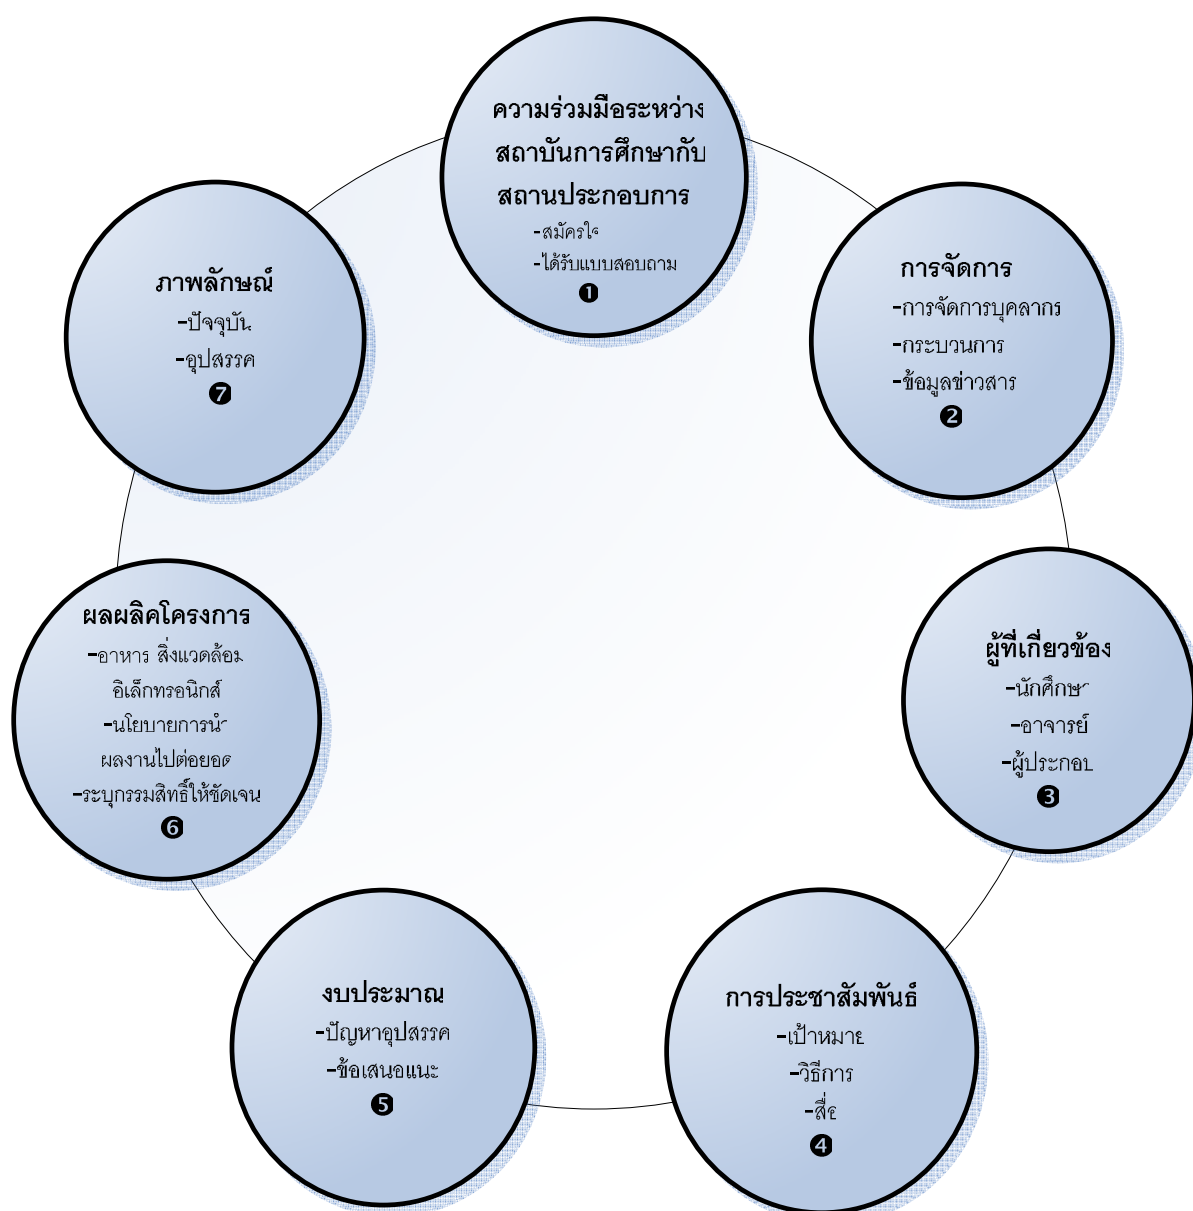 ความร่วมมือระหว่าง
สถาบันการศึกษากับ
สถานประกอบการ
-สมัครใจ
-ได้รับแบบสอบถาม
❶
การจัดการ
-การจัดการบุคลากร
-กระบวนการ
-ข้อมูลข่าวสาร
❷
ผู้ที่เกี่ยวข้อง
-นักศึกษา
-อาจารย์
-ผู้ประกอบ
❸
การประชาสัมพันธ์
-เป้าหมาย
-วิธีการ
-สื่อ
❹
งบประมาณ
-ปัญหาอุปสรรค
-ข้อเสนอแนะ
❺
ผลผลิตโครงการ
-อาหาร สิ่งแวดล้อม
อิเล็กทรอนิกส์
-นโยบายการนำ
ผลงานไปต่อยอด
-ระบุกรรมสิทธิ์ให้ชัดเจน
❻
ภาพลักษณ์
-ปัจจุบัน
-อุปสรรค
❼